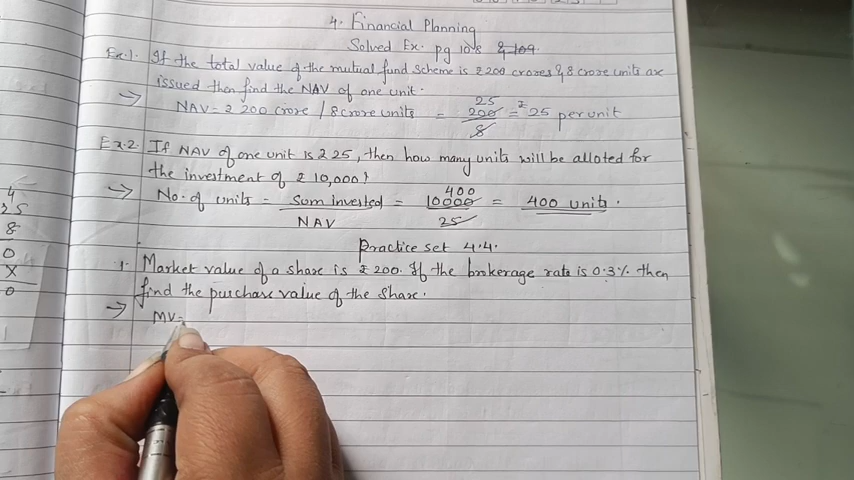 4. Financial Planning
Solved Ex. pg 108 & 109
Ex.1. If the total value of the mutual fund scheme is ₹ 200 crores & 8 crore units are
issued then find the NAV of one unit.
→ NAV = ₹ 200 crore / 8 crore units = 25 200 / 8 = ₹ 25 per unit
Ex.2. If NAV of one unit is ₹ 25, then how many units will be alloted for
the investment of ₹ 10,000?
→ No. of units = Sum invested / NAV = 400 10000 / 25 = 400 units.
Practice set 4.4.
1. Market value of a share is ₹ 200. If the brokerage rate is 0.3% then
find the purchase value of the share.
→ MV=
4
25
8
0
X
0